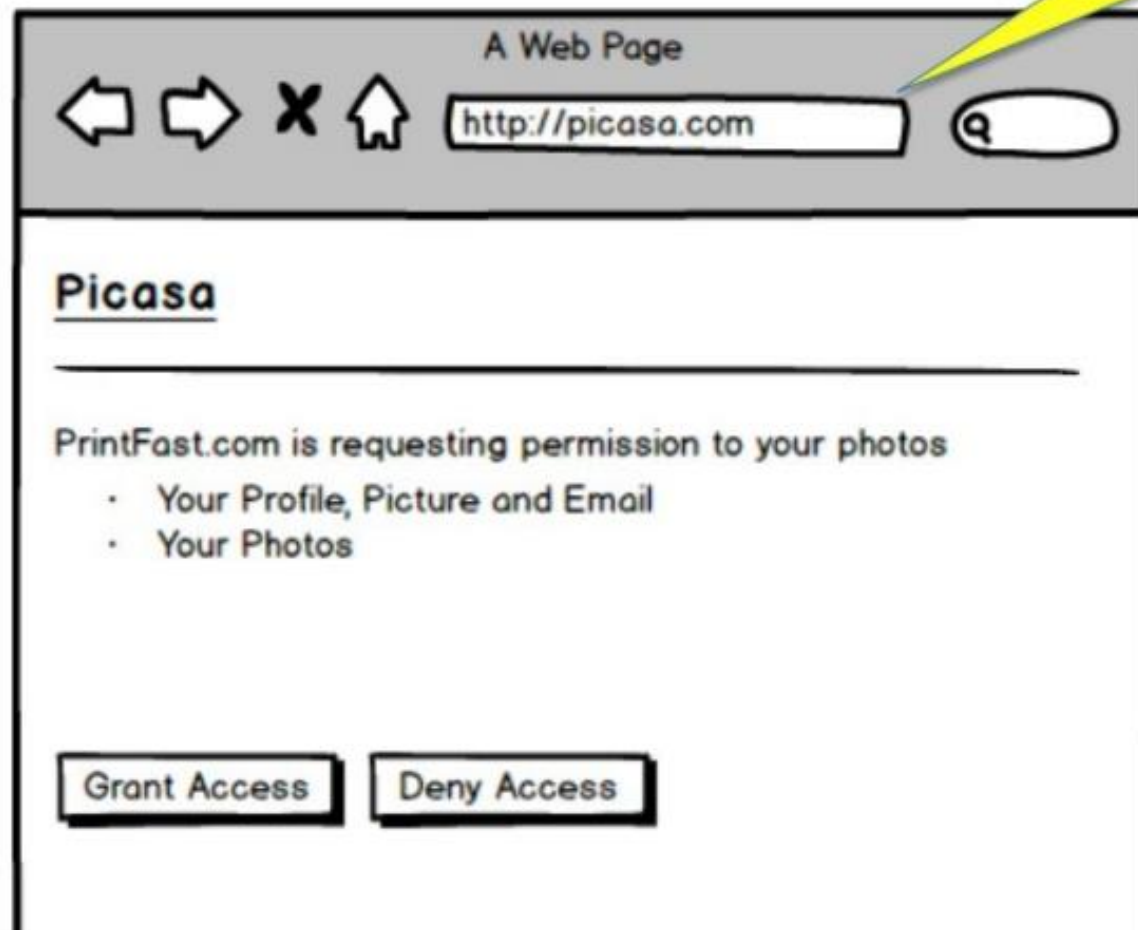 A Web Page
http://picasa.com
Picasa
PrintFast.com is requesting permission to your photos
· Your Profile, Picture and Email
· Your Photos
Grant Access Deny Access